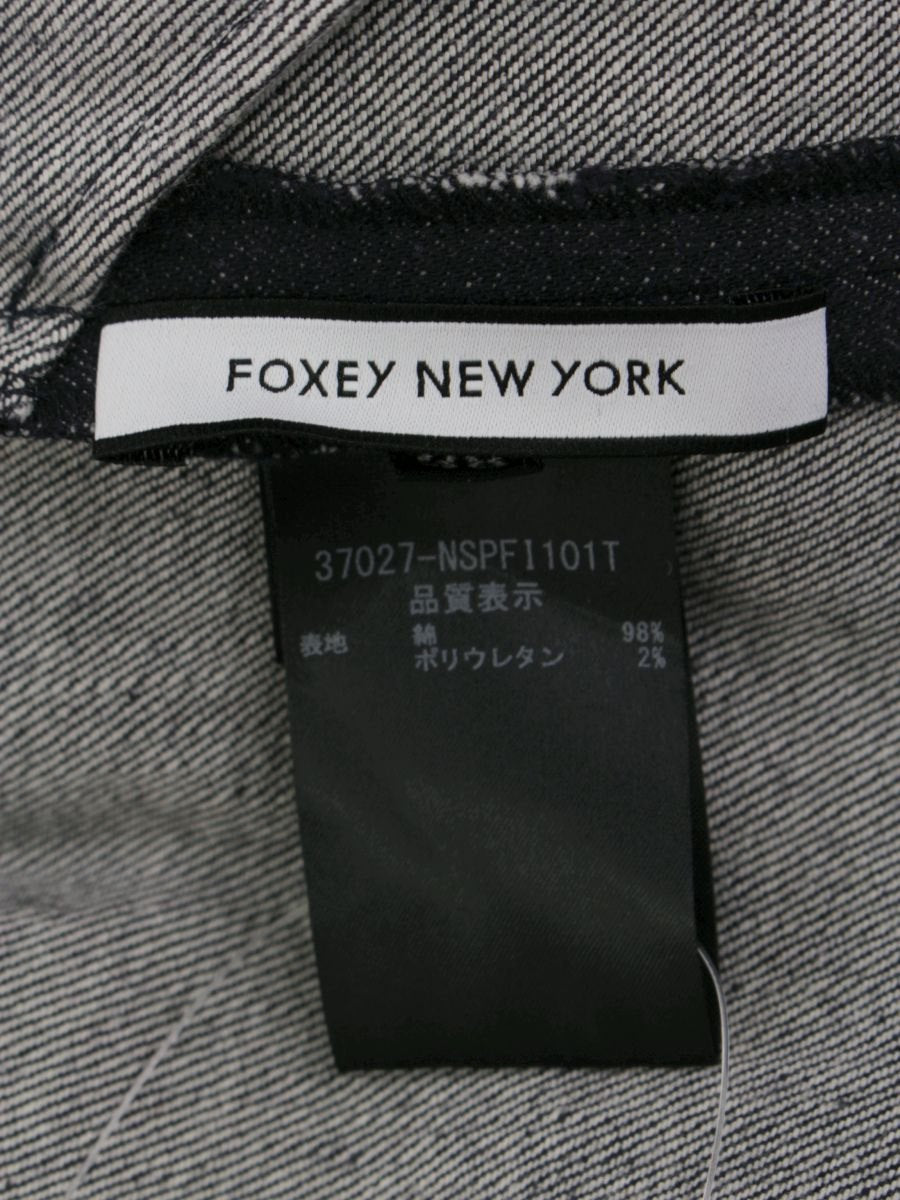 FOXEY NEW YORK
37027-NSPFI101T
品質表示
表地 綿 98%
ポリウレタン 2%